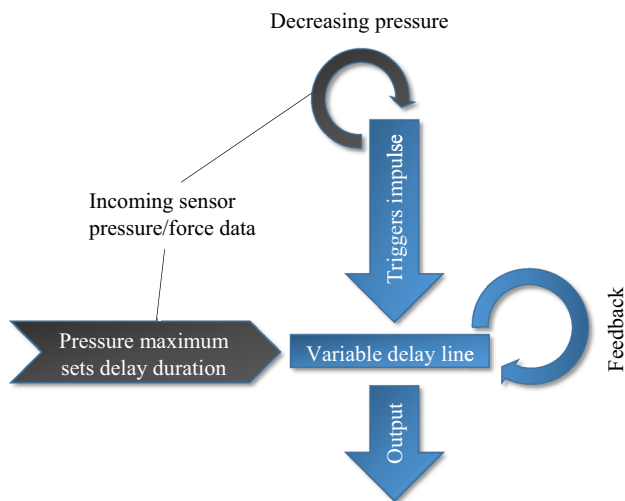 Decreasing pressure
Triggers impulse
Incoming sensor
pressure/force data
Pressure maximum
sets delay duration
Variable delay line
Feedback
Output